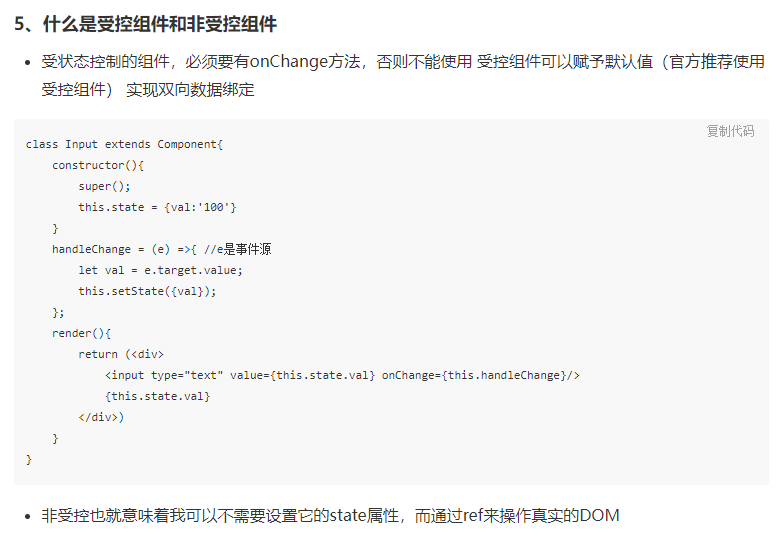 5、什么是受控组件和非受控组件
• 受状态控制的组件，必须要有onChange方法，否则不能使用 受控组件可以赋予默认值（官方推荐使用
受控组件） 实现双向数据绑定
复制代码
class Input extends Component{
    constructor(){
        super();
        this.state = {val:'100'}
    }
    handleChange = (e) =>{ //e是事件源
        let val = e.target.value;
        this.setState({val});
    };
    render(){
        return (<div>
            <input type="text" value={this.state.val} onChange={this.handleChange}/>
            {this.state.val}
        </div>)
    }
}
• 非受控也就意味着我可以不需要设置它的state属性，而通过ref来操作真实的DOM